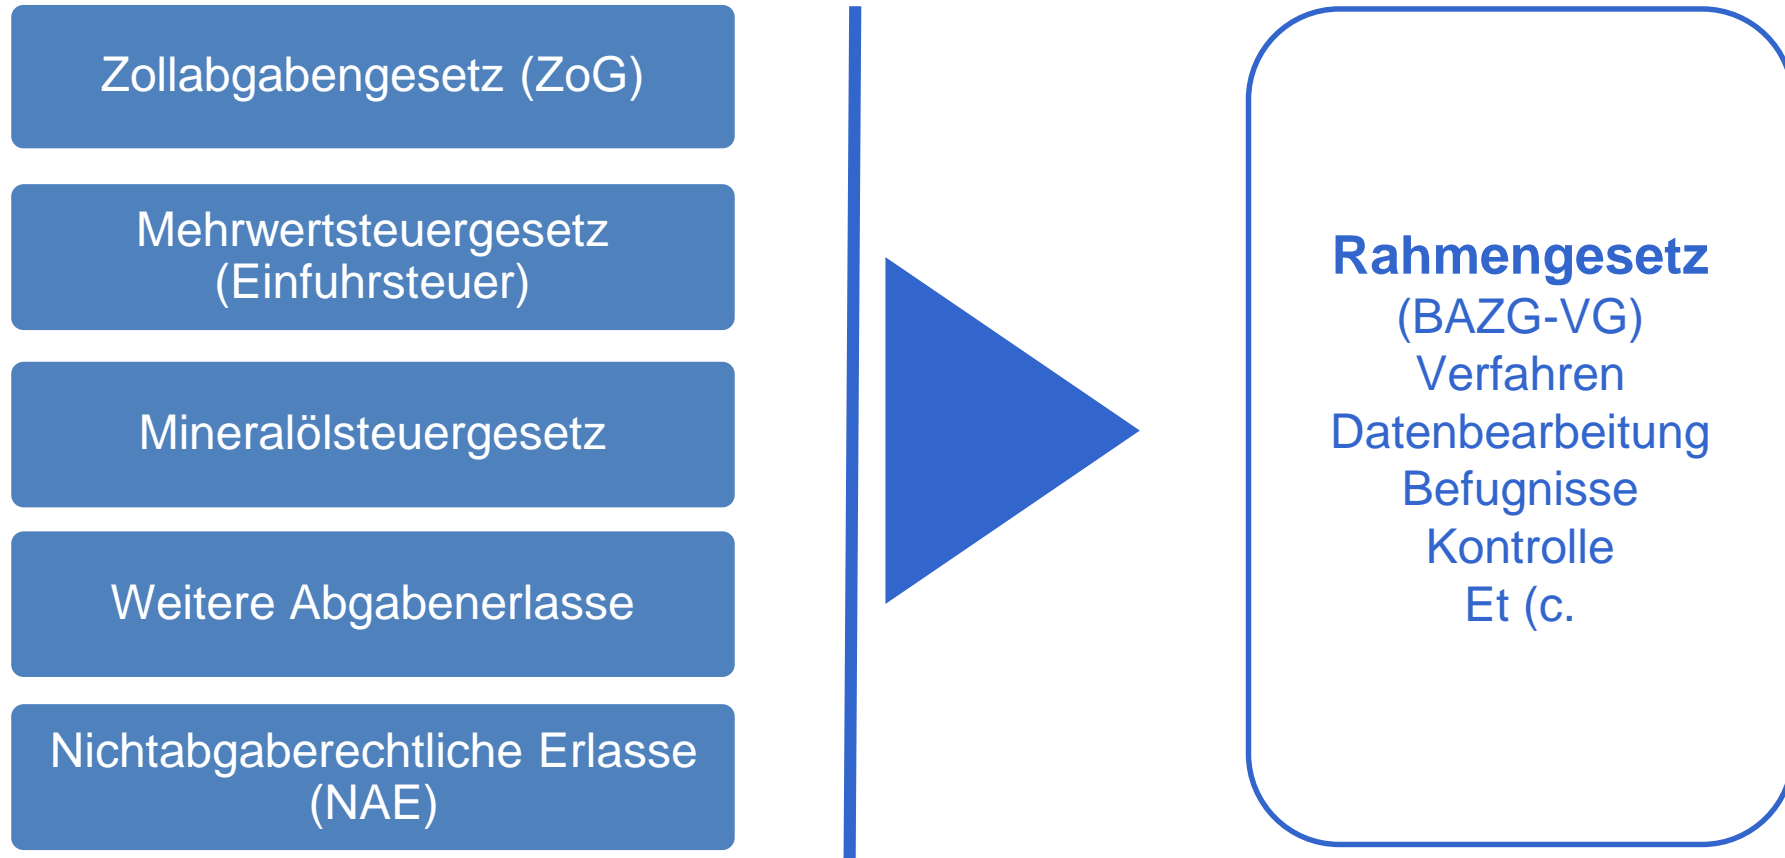 Zollabgabengesetz (ZoG)
Mehrwertsteuergesetz
(Einfuhrsteuer)
Mineralölsteuergesetz
Weitere Abgabenerlasse
Nichtabgaberechtliche Erlasse
(NAE)
Rahmengesetz
(BAZG-VG)
Verfahren
Datenbearbeitung
Befugnisse
Kontrolle
Et (c.